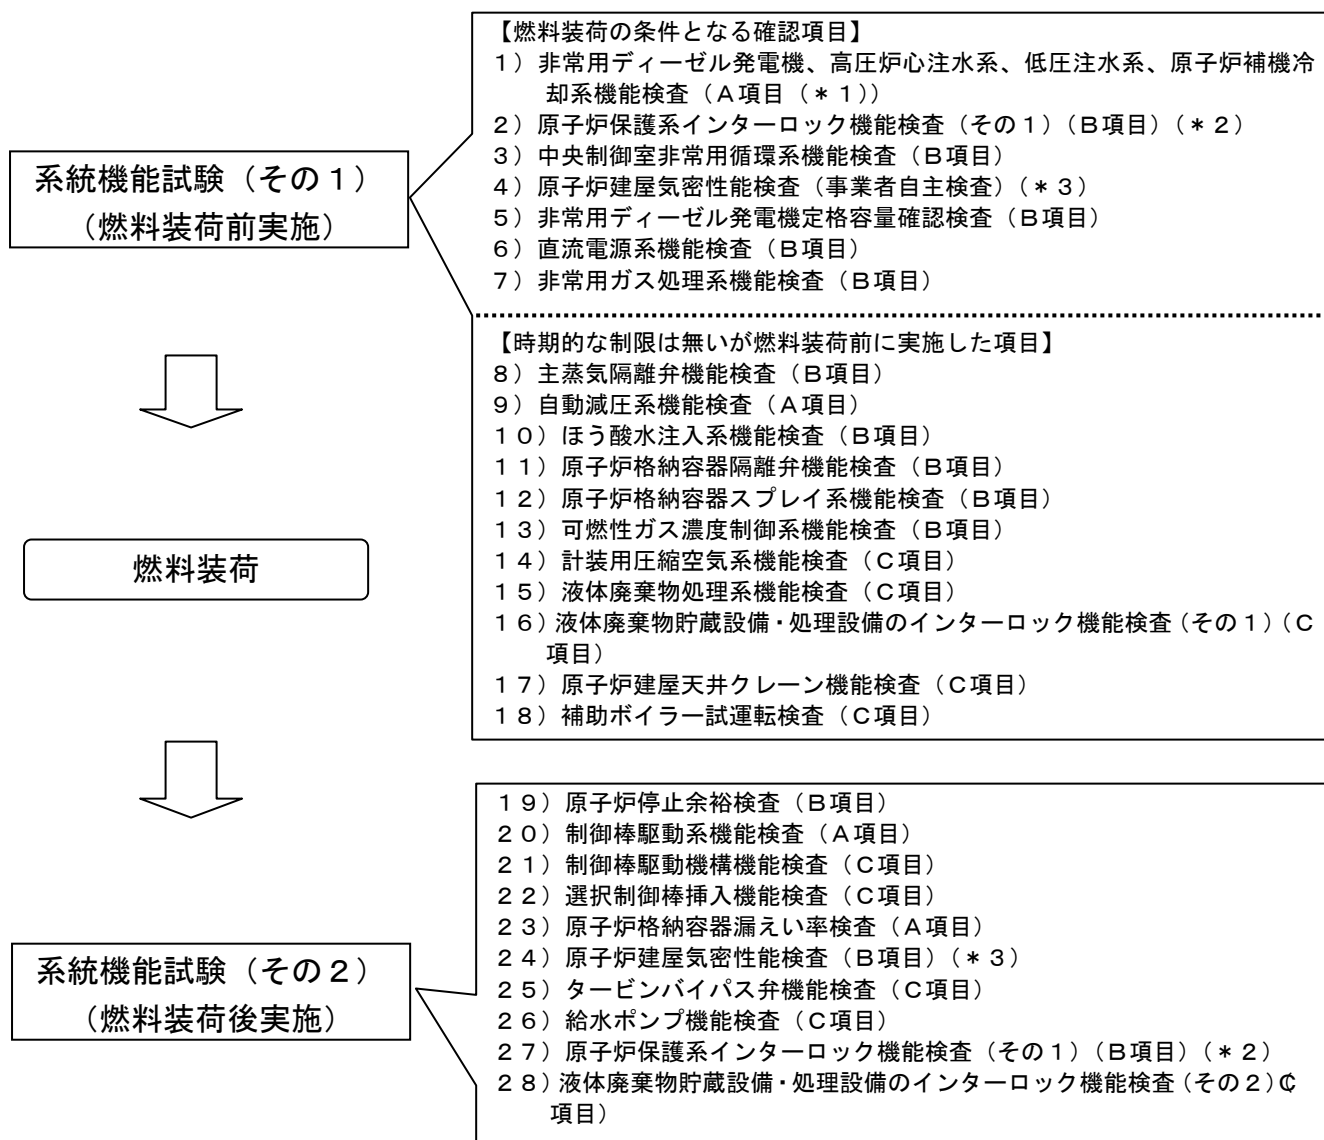 系統機能試験（その１）
（燃料装荷前実施）
【燃料装荷の条件となる確認項目】
１）非常用ディーゼル発電機、高圧炉心注水系、低圧注水系、原子炉補機冷
却系機能検査（Ａ項目（＊１））
２）原子炉保護系インターロック機能検査（その１）（Ｂ項目）（＊２）
３）中央制御室非常用循環系機能検査（Ｂ項目）
４）原子炉建屋気密性能検査（事業者自主検査）（＊３）
５）非常用ディーゼル発電機定格容量確認検査（Ｂ項目）
６）直流電源系機能検査（Ｂ項目）
７）非常用ガス処理系機能検査（Ｂ項目）
【時期的な制限は無いが燃料装荷前に実施した項目】
８）主蒸気隔離弁機能検査（Ｂ項目）
９）自動減圧系機能検査（Ａ項目）
１０）ほう酸水注入系機能検査（Ｂ項目）
１１）原子炉格納容器隔離弁機能検査（Ｂ項目）
１２）原子炉格納容器スプレイ系機能検査（Ｂ項目）
１３）可燃性ガス濃度制御系機能検査（Ｂ項目）
１４）計装用圧縮空気系機能検査（Ｃ項目）
１５）液体廃棄物処理系機能検査（Ｃ項目）
１６）液体廃棄物貯蔵設備・処理設備のインターロック機能検査（その１）（Ｃ
項目）
１７）原子炉建屋天井クレーン機能検査（Ｃ項目）
１８）補助ボイラー試運転検査（Ｃ項目）
燃料装荷
系統機能試験（その２）
（燃料装荷後実施）
１９）原子炉停止余裕検査（Ｂ項目）
２０）制御棒駆動系機能検査（Ａ項目）
２１）制御棒駆動機構機能検査（Ｃ項目）
２２）選択制御棒挿入機能検査（Ｃ項目）
２３）原子炉格納容器漏えい率検査（Ａ項目）
２４）原子炉建屋気密性能検査（Ｂ項目）（＊３）
２５）タービンバイパス弁機能検査（Ｃ項目）
２６）給水ポンプ機能検査（Ｃ項目）
２７）原子炉保護系インターロック機能検査（その１）（Ｂ項目）（＊２）
２８）液体廃棄物貯蔵設備・処理設備のインターロック機能検査（その２）（Ｃ
項目）